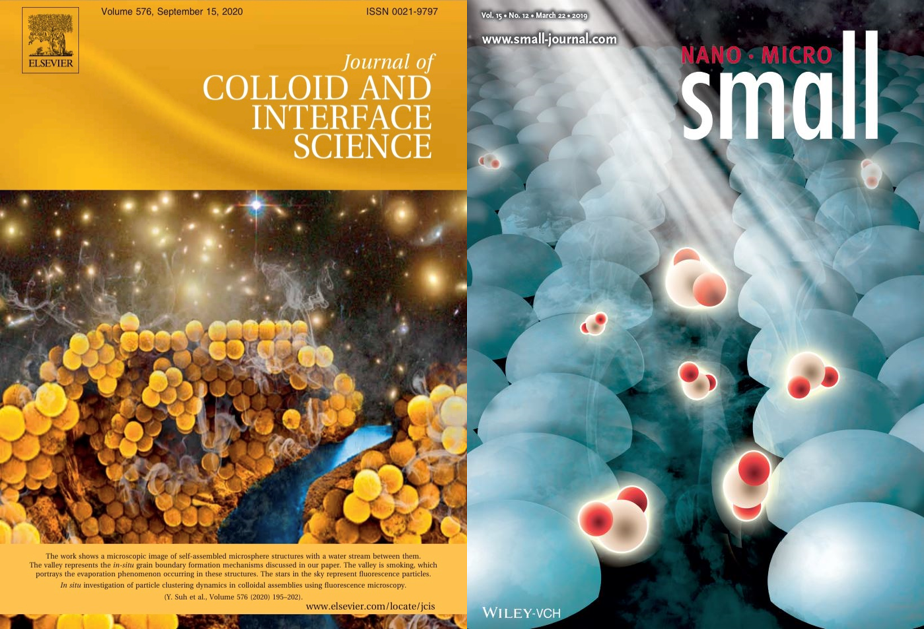 Volume 576, September 15, 2020
ISSN 0021-9797
ELSEVIER
Journal of
COLLOID AND
INTERFACE
SCIENCE
The work shows a microscopic image of self-assembled microsphere structures with a water stream between them.
The valley represents the in-situ grain boundary formation mechanisms discussed in our paper. The valley is smoking, which
portrays the evaporation phenomenon occurring in these structures. The stars in the sky represent fluorescence particles.
In situ investigation of particle clustering dynamics in colloidal assemblies using fluorescence microscopy.
(Y. Suh et al., Volume 576 (2020) 195–202).
www.elsevier.com/locate/jcis
Vol. 15 • No. 12 • March 22 • 2019
www.small-journal.com
NANO • MICRO
small
WILEY-VCH